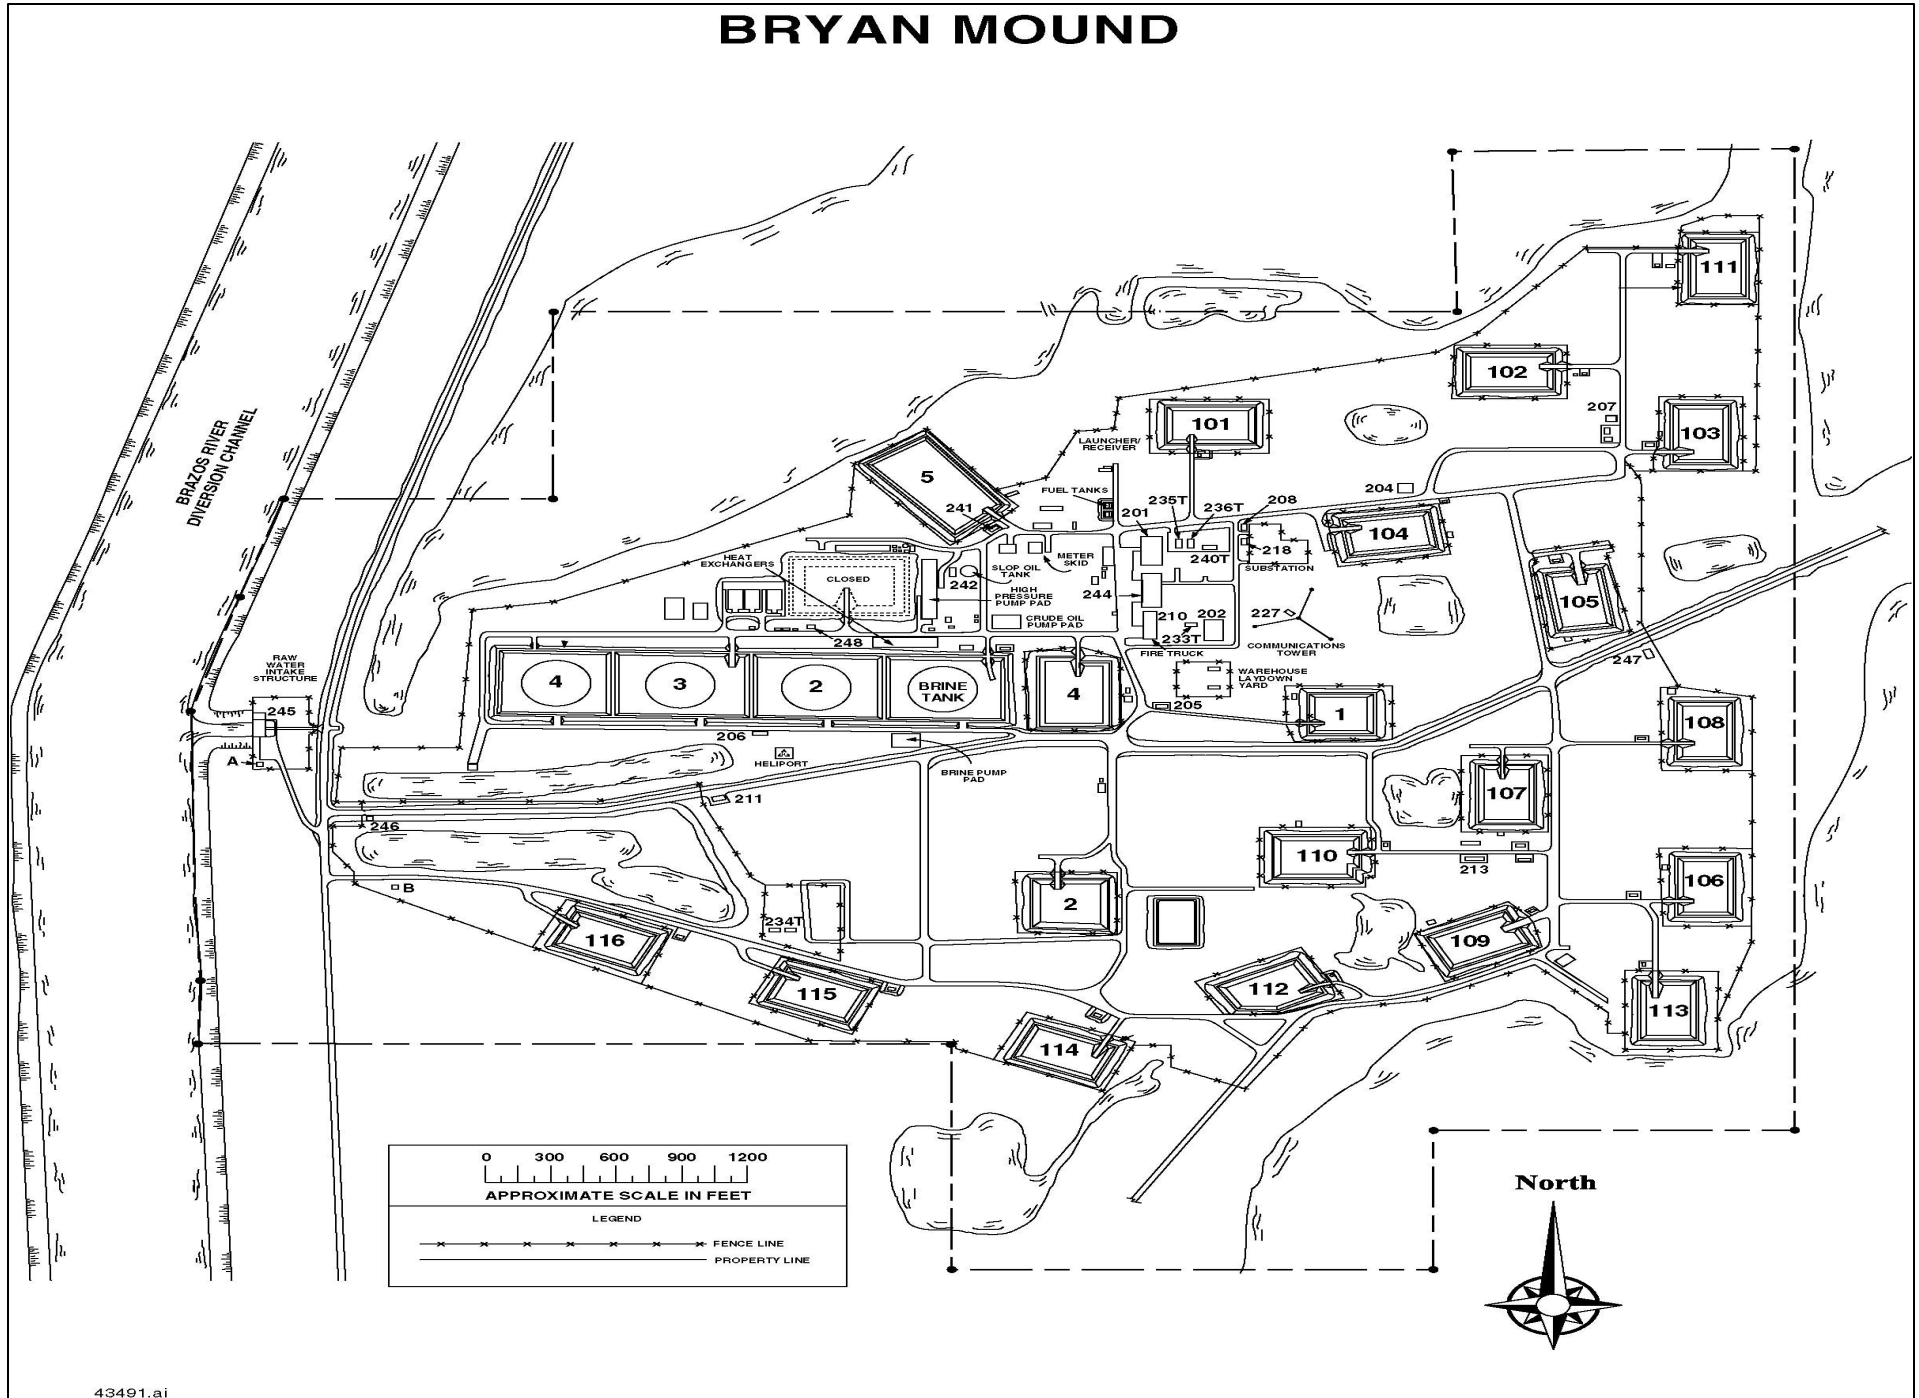 BRYAN MOUND
111
102
207
103
101
LAUNCHER/
RECEIVER
5
FUEL TANKS
241
235T
236T
208
204
201
104
218
240T
SUBSTATION
METER
SKID
SLOP OIL
TANK
HEAT
EXCHANGERS
CLOSED
242
HIGH
PRESSURE
PUMP PAD
244
CRUDE OIL
PUMP PAD
210
202
233T
227
COMMUNICATIONS
TOWER
FIRE TRUCK
248
105
247
BRAZOS RIVER
DIVERSION CHANNEL
RAW
WATER
INTAKE
STRUCTURE
245
A
4
3
2
BRINE
TANK
4
WAREHOUSE
LAYDOWN
YARD
205
1
108
206
HELIPORT
BRINE PUMP
PAD
107
211
246
B
110
213
106
2
234T
116
109
115
112
113
114
0 300 600 900 1200
APPROXIMATE SCALE IN FEET
LEGEND
FENCE LINE
PROPERTY LINE
North
43491.ai